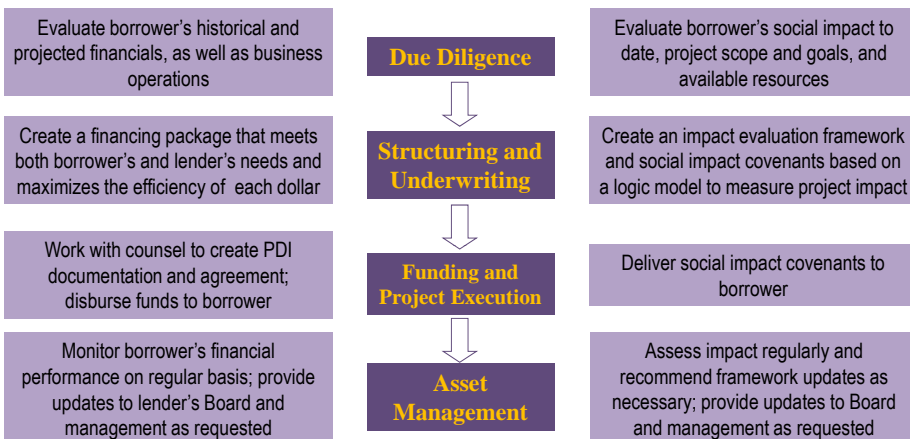 Evaluate borrower’s historical and
projected financials, as well as business
operations
Due Diligence
Evaluate borrower’s social impact to
date, project scope and goals, and
available resources
Create a financing package that meets
both borrower’s and lender’s needs and
maximizes the efficiency of each dollar
Structuring and
Underwriting
Create an impact evaluation framework
and social impact covenants based on
a logic model to measure project impact
Work with counsel to create PDI
documentation and agreement;
disburse funds to borrower
Funding and
Project Execution
Deliver social impact covenants to
borrower
Monitor borrower’s financial
performance on regular basis; provide
updates to lender’s Board and
management as requested
Asset
Management
Assess impact regularly and
recommend framework updates as
necessary; provide updates to Board
and management as requested